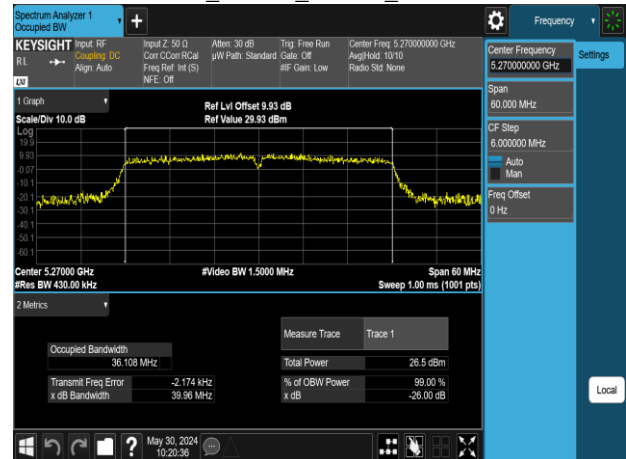 Spectrum Analyzer 1
Occupied BW
Frequency
KEYSIGHT
RL
LXI
Input: RF
Coupling: DC
Align: Auto
Input Z: 50 Ω
Corr CCorr RCal
Freq Ref: Int (S)
NFE: Off
Atten: 30 dB
µW Path: Standard
Trig: Free Run
Gate: Off
#IF Gain: Low
Center Freq: 5.270000000 GHz
Avg|Hold: 10/10
Radio Std: None
1 Graph
Scale/Div 10.0 dB
Ref Lvl Offset 9.93 dB
Ref Value 29.93 dBm
Log
19.9
9.93
-0.07
-10.1
-20.1
-30.1
-40.1
-50.1
-60.1
Center 5.27000 GHz
#Res BW 430.00 kHz
#Video BW 1.5000 MHz
Span 60 MHz
Sweep 1.00 ms (1001 pts)
2 Metrics
Measure Trace
Trace 1
Occupied Bandwidth
36.108 MHz
Total Power
26.5 dBm
Transmit Freq Error
-2.174 kHz
% of OBW Power
99.00 %
x dB Bandwidth
39.96 MHz
x dB
-26.00 dB
May 30, 2024
10:20:36
Center Frequency
5.270000000 GHz
Settings
Span
60.000 MHz
CF Step
6.000000 MHz
Auto
Man
Freq Offset
0 Hz
Local